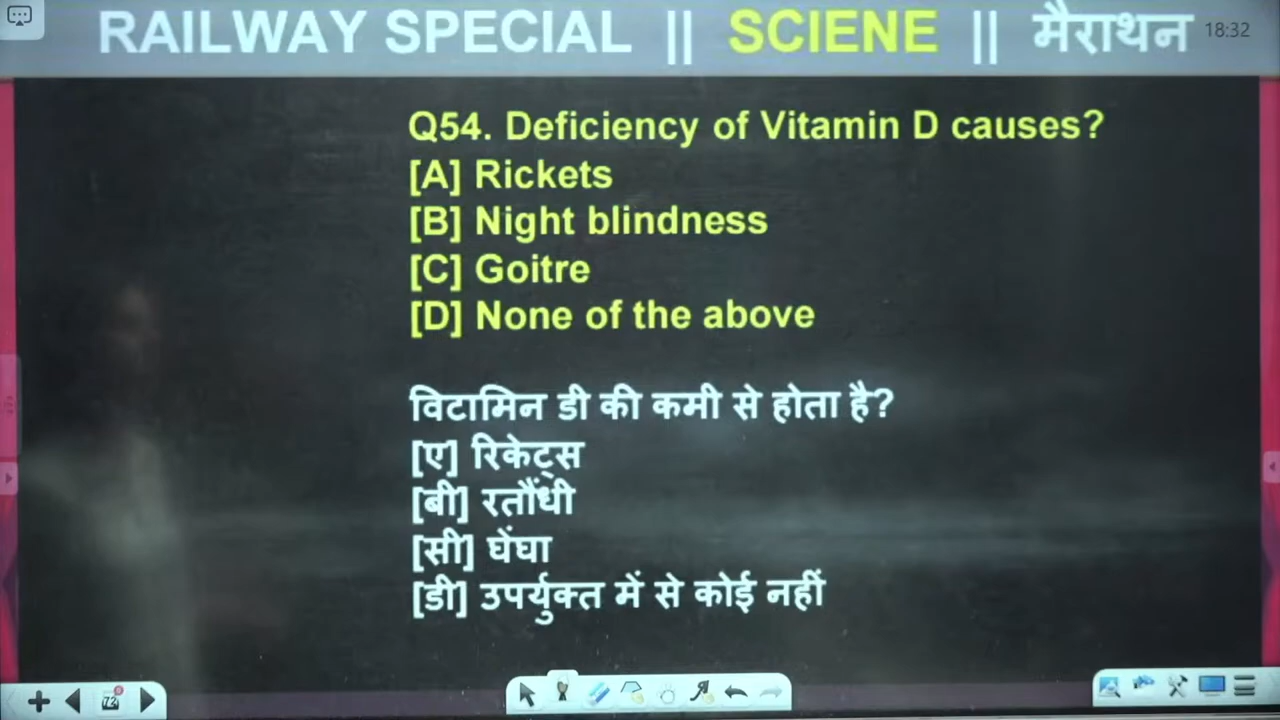 RAILWAY SPECIAL || SCIENE || मैराथन 18:32
Q54. Deficiency of Vitamin D causes?
[A] Rickets
[B] Night blindness
[C] Goitre
[D] None of the above
विटामिन डी की कमी से होता है?
[ए] रिकेट्स
[बी] रतौंधी
[सी] घेंघा
[डी] उपर्युक्त में से कोई नहीं